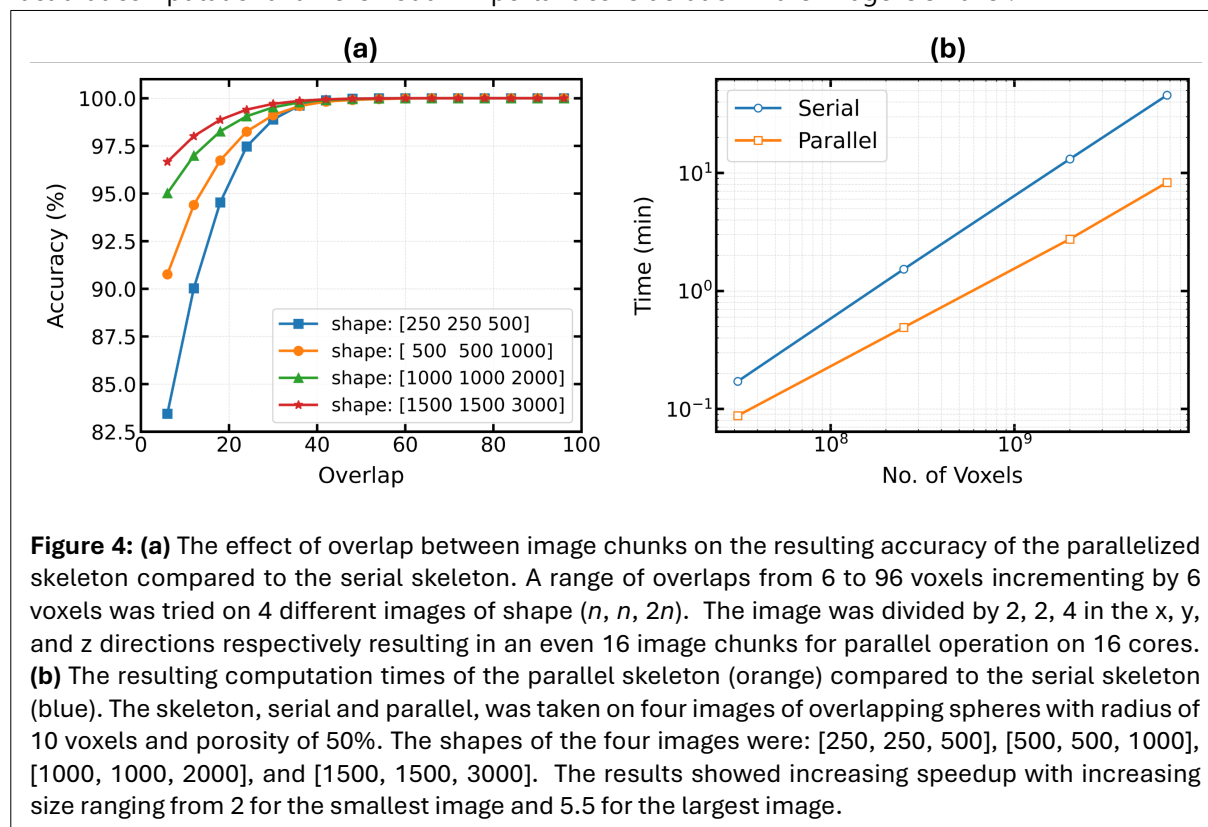 (a)
(b)
100.0
97.5
95.0
92.5
90.0
87.5
85.0
82.5
Accuracy (%)
shape: [250 250 500]
shape: [ 500 500 1000]
shape: [1000 1000 2000]
shape: [1500 1500 3000]
0 20 40 60 80 100
Overlap
Serial
Parallel
10¹
10⁰
10⁻¹
Time (min)
10⁸ 10⁹
No. of Voxels
Figure 4: (a) The effect of overlap between image chunks on the resulting accuracy of the parallelized
skeleton compared to the serial skeleton. A range of overlaps from 6 to 96 voxels incrementing by 6
voxels was tried on 4 different images of shape (n, n, 2n). The image was divided by 2, 2, 4 in the x, y,
and z directions respectively resulting in an even 16 image chunks for parallel operation on 16 cores.
(b) The resulting computation times of the parallel skeleton (orange) compared to the serial skeleton
(blue). The skeleton, serial and parallel, was taken on four images of overlapping spheres with radius of
10 voxels and porosity of 50%. The shapes of the four images were: [250, 250, 500], [500, 500, 1000],
[1000, 1000, 2000], and [1500, 1500, 3000]. The results showed increasing speedup with increasing
size ranging from 2 for the smallest image and 5.5 for the largest image.